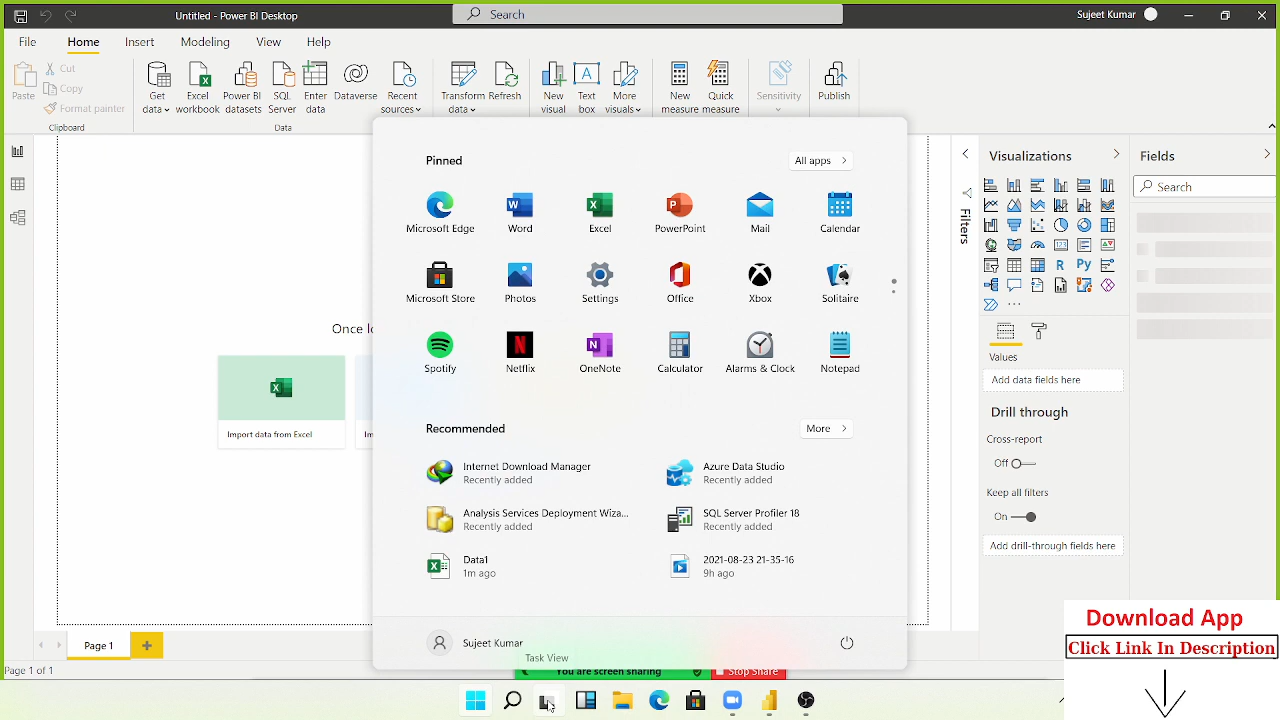 Untitled - Power BI Desktop
Search
Sujeet Kumar
File Home Insert Modeling View Help
Paste
Cut
Copy
Format painter
Clipboard
Get data
Excel workbook
Power BI datasets
SQL Server
Enter data
Dataverse
Recent sources
Data
Transform data
Refresh
New visual
Text box
More visuals
New measure
Quick measure
Sensitivity
Publish
Pinned
All apps
Microsoft Edge Word Excel PowerPoint Mail Calendar
Microsoft Store Photos Settings Office Xbox Solitaire
Spotify Netflix OneNote Calculator Alarms & Clock Notepad
Recommended
More
Internet Download Manager
Recently added
Azure Data Studio
Recently added
Analysis Services Deployment Wiza...
Recently added
SQL Server Profiler 18
Recently added
Data1
1m ago
2021-08-23 21-35-16
9h ago
Sujeet Kumar
Task View
You are screen sharing
Stop Share
Once
Import data from Excel
Filters
Visualizations
R
Py
123
Values
Add data fields here
Drill through
Cross-report
Off
Keep all filters
On
Add drill-through fields here
Fields
Search
Page 1
Page 1 of 1
Download App
Click Link In Description